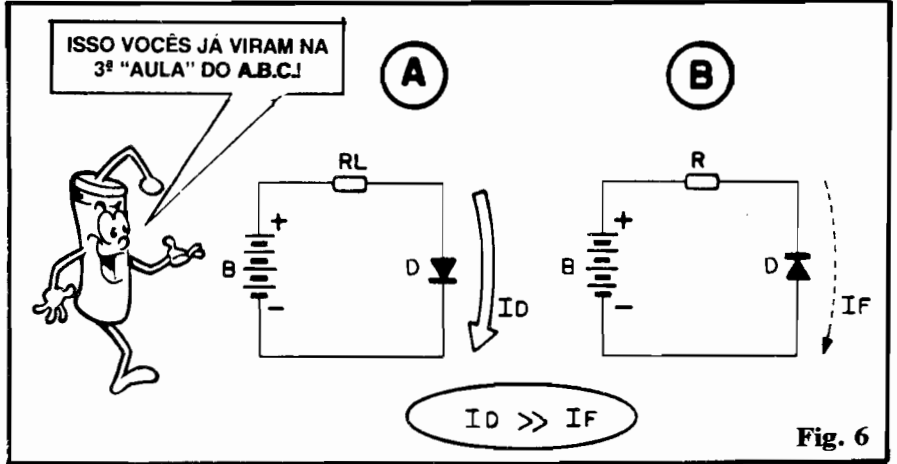 ISSO VOCÊS JÁ VIRAM NA
3ª "AULA" DO A.B.C.!
A
B
RL
+
B
D
-
ID
R
+
B
D
-
IF
ID >> IF
Fig. 6